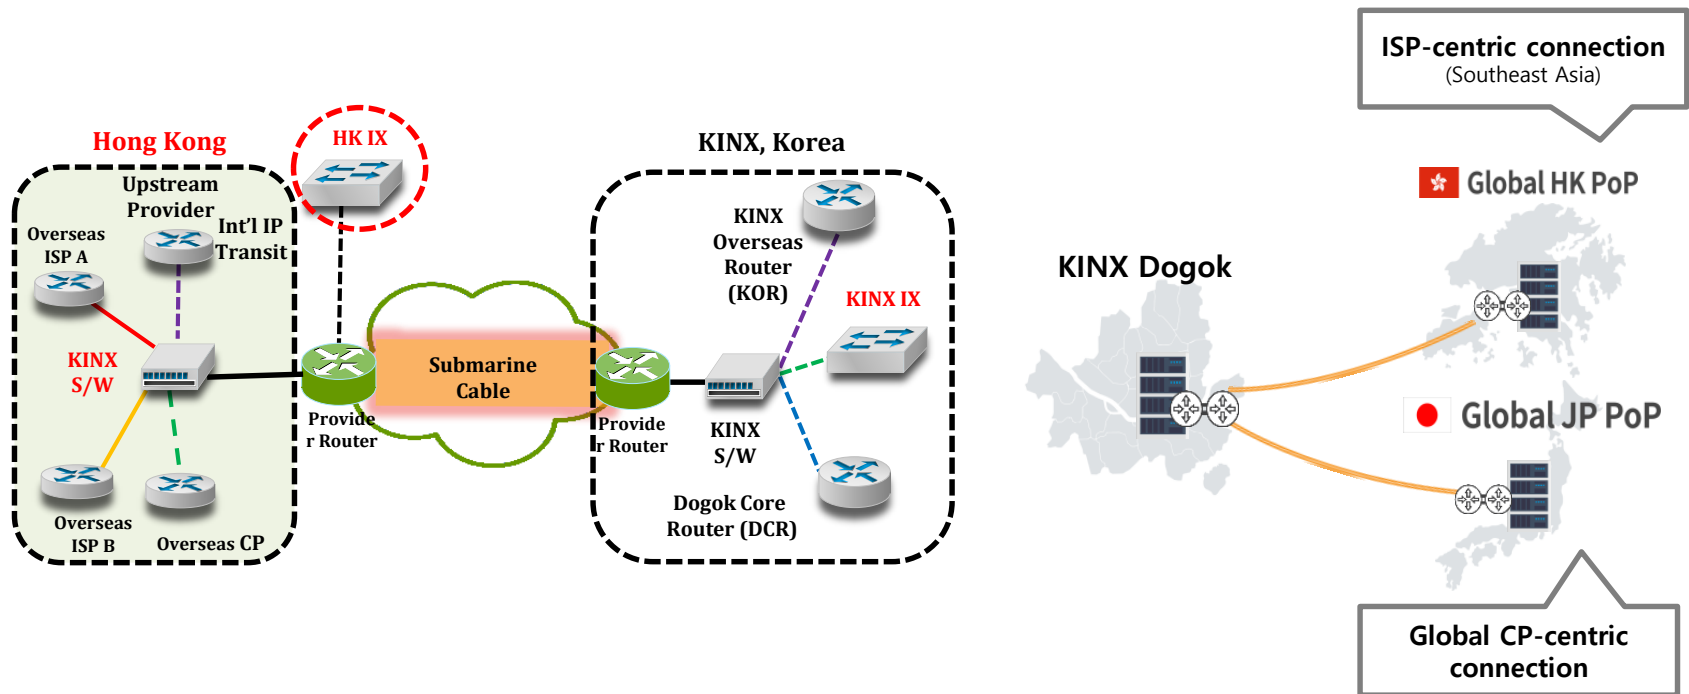 Hong Kong
HK IX
Upstream
Provider
Int’l IP
Transit
Overseas
ISP A
KINX
S/W
Overseas
ISP B
Overseas CP
Provide
r Router
Submarine
Cable
KINX, Korea
KINX
Overseas
Router
(KOR)
KINX IX
Provide
r Router
KINX
S/W
Dogok Core
Router (DCR)
ISP-centric connection
(Southeast Asia)
Global HK PoP
KINX Dogok
Global JP PoP
Global CP-centric
connection